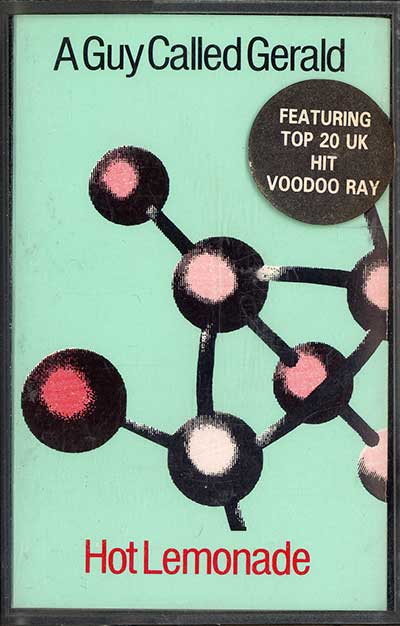 A Guy Called Gerald
FEATURING
TOP 20 UK
HIT
VOODOO RAY
Hot Lemonade